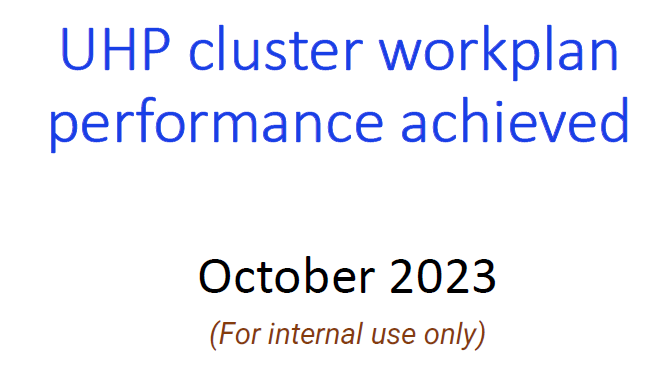 UHP cluster workplan
performance achieved
October 2023
(For internal use only)